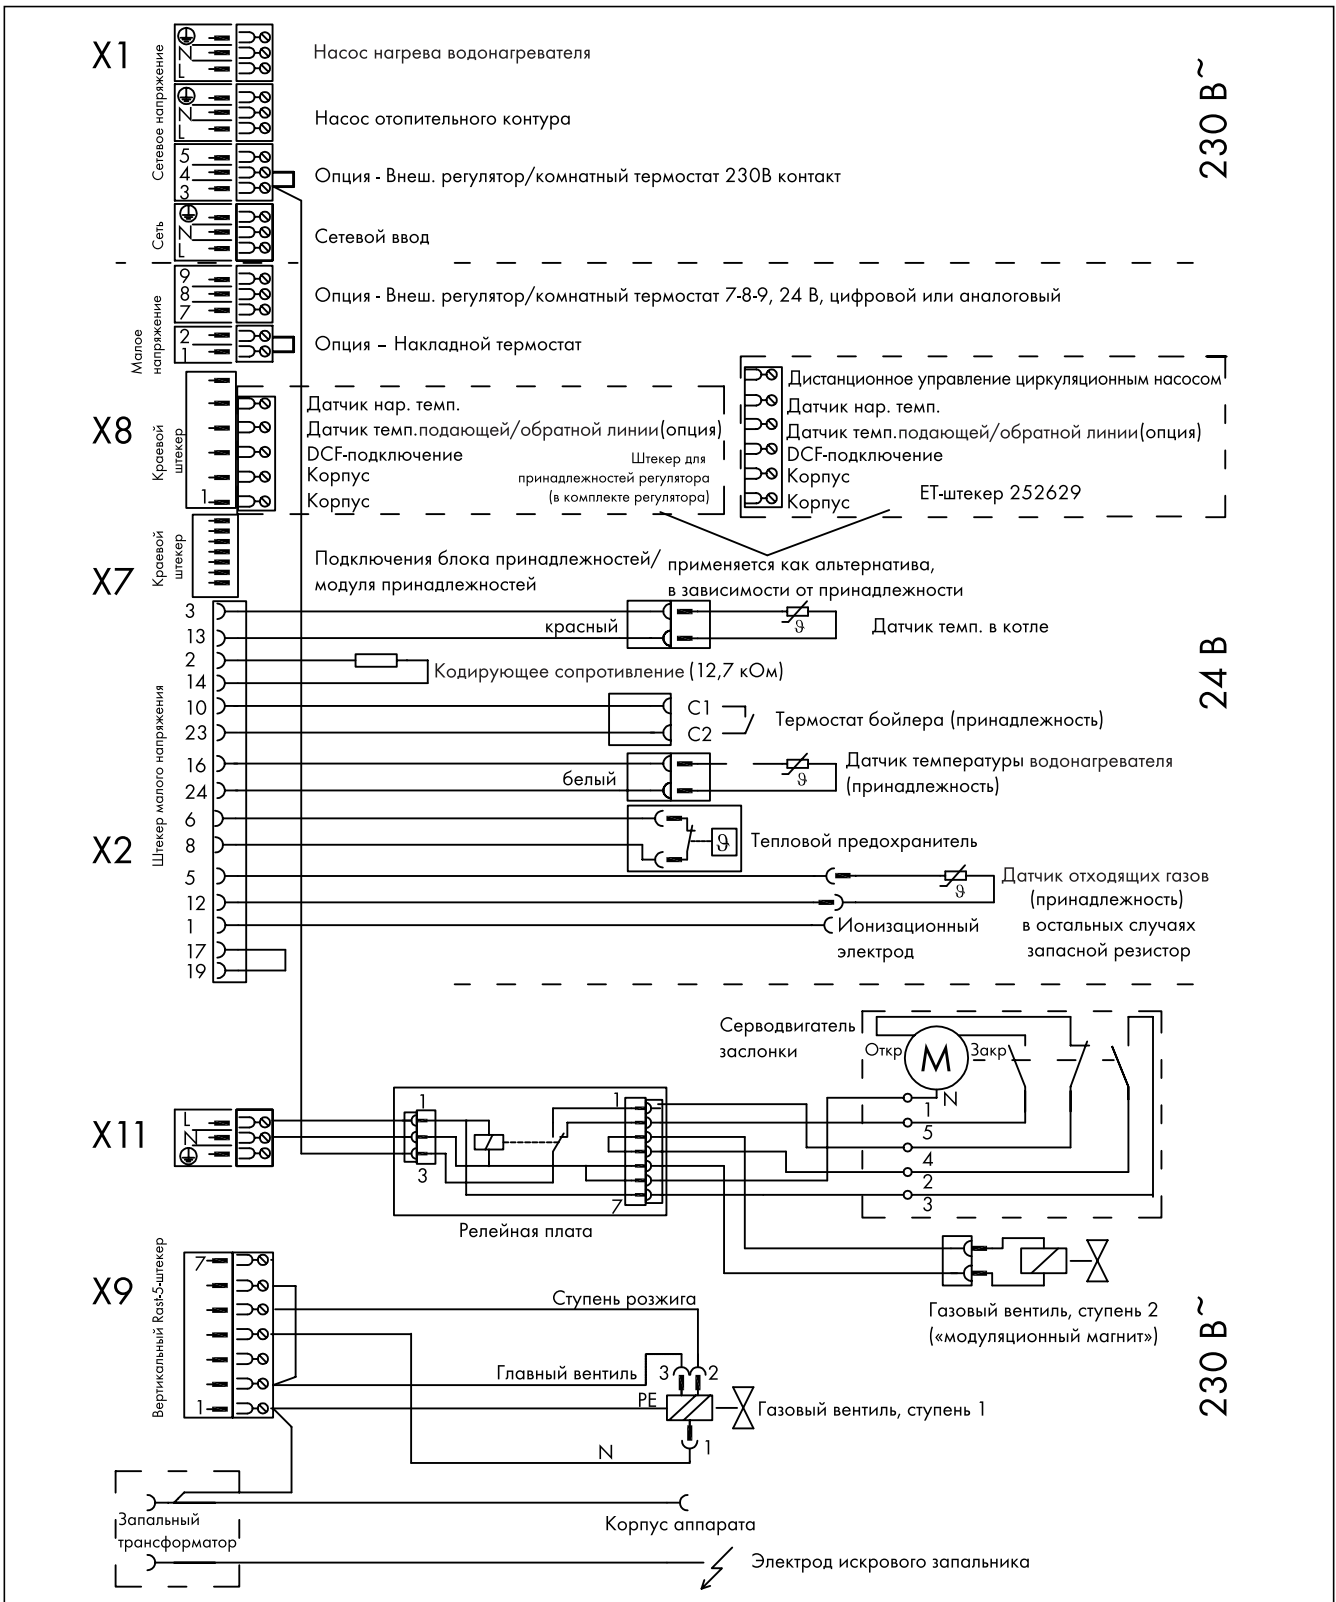 X1
Сетевое напряжение
N
L
Насос нагрева водонагревателя
230 В~
N
L
Насос отопительного контура
5
4
3
Опция - Внеш. регулятор/комнатный термостат 230В контакт
Сеть
N
L
Сетевой ввод
Малое
напряжение
9
8
7
Опция - Внеш. регулятор/комнатный термостат 7-8-9, 24 В, цифровой или аналоговый
2
1
Опция – Накладной термостат
X8
Краевой
штекер
1
Датчик нар. темп.
Датчик темп.подающей/обратной линии(опция)
DCF-подключение
Корпус
Корпус
Штекер для
принадлежностей регулятора
(в комплекте регулятора)
Дистанционное управление циркуляционным насосом
Датчик нар. темп.
Датчик темп.подающей/обратной линии(опция)
DCF-подключение
Корпус
Корпус
ET-штекер 252629
X7
Краевой
штекер
Подключения блока принадлежностей/
модуля принадлежностей
применяется как альтернатива,
в зависимости от принадлежности
24 В
X2
Штекер малого напряжения
3
13
красный
ϑ
Датчик темп. в котле
2
14
Кодирующее сопротивление (12,7 кОм)
10
23
C1
C2
Термостат бойлера (принадлежность)
16
24
белый
ϑ
Датчик температуры водонагревателя
(принадлежность)
6
8
ϑ
Тепловой предохранитель
5
12
ϑ
Датчик отходящих газов
(принадлежность)
в остальных случаях
запасной резистор
1
Ионизационный
электрод
17
19
Серводвигатель
заслонки
Откр
M
Закр
N
1
5
4
2
3
X11
L
N
1
3
1
7
Релейная плата
Газовый вентиль, ступень 2
(«модуляционный магнит»)
230 В~
X9
Вертикальный Rast-5-штекер
7
1
Ступень розжига
Главный вентиль
3
2
PE
Газовый вентиль, ступень 1
N
1
Запальный
трансформатор
Корпус аппарата
Электрод искрового запальника